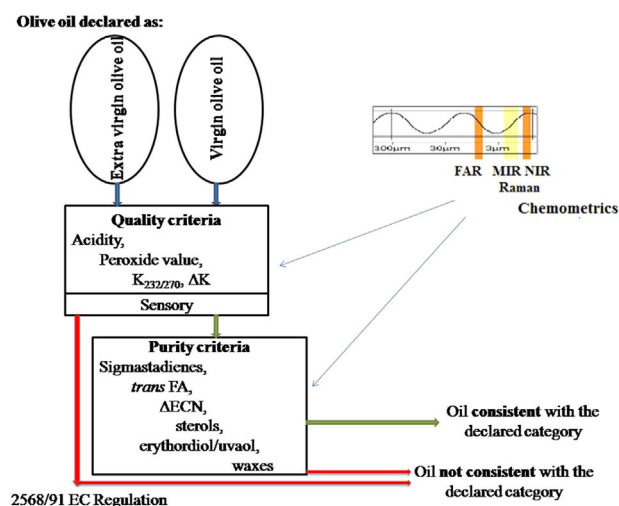 Olive oil declared as:
Extra virgin olive oil
Virgin olive oil
300µm 30µm 3µm
FAR MIR NIR
Raman
Chemometrics
Quality criteria
Acidity,
Peroxide value,
K232/270, ΔK
Sensory
Purity criteria
Sigmastadienes,
trans FA,
ΔECN,
sterols,
erythordiol/uvaol,
waxes
Oil consistent with the
declared category
Oil not consistent with the
declared category
2568/91 EC Regulation